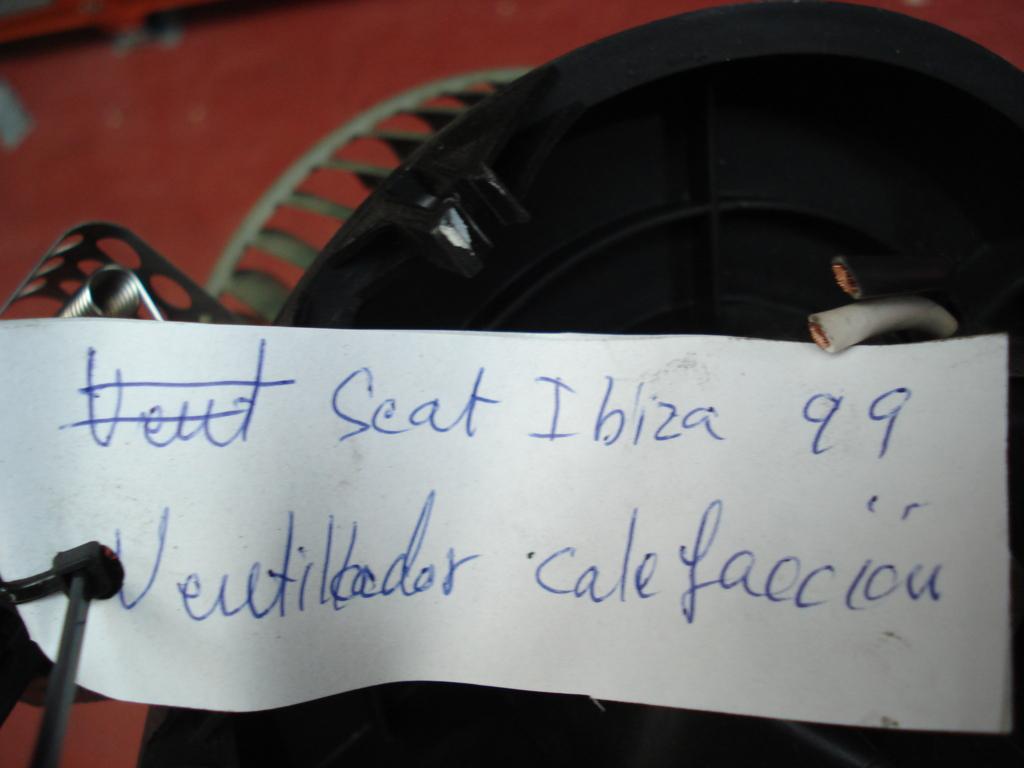 Vent Seat Ibiza 99
Ventilador calefacción